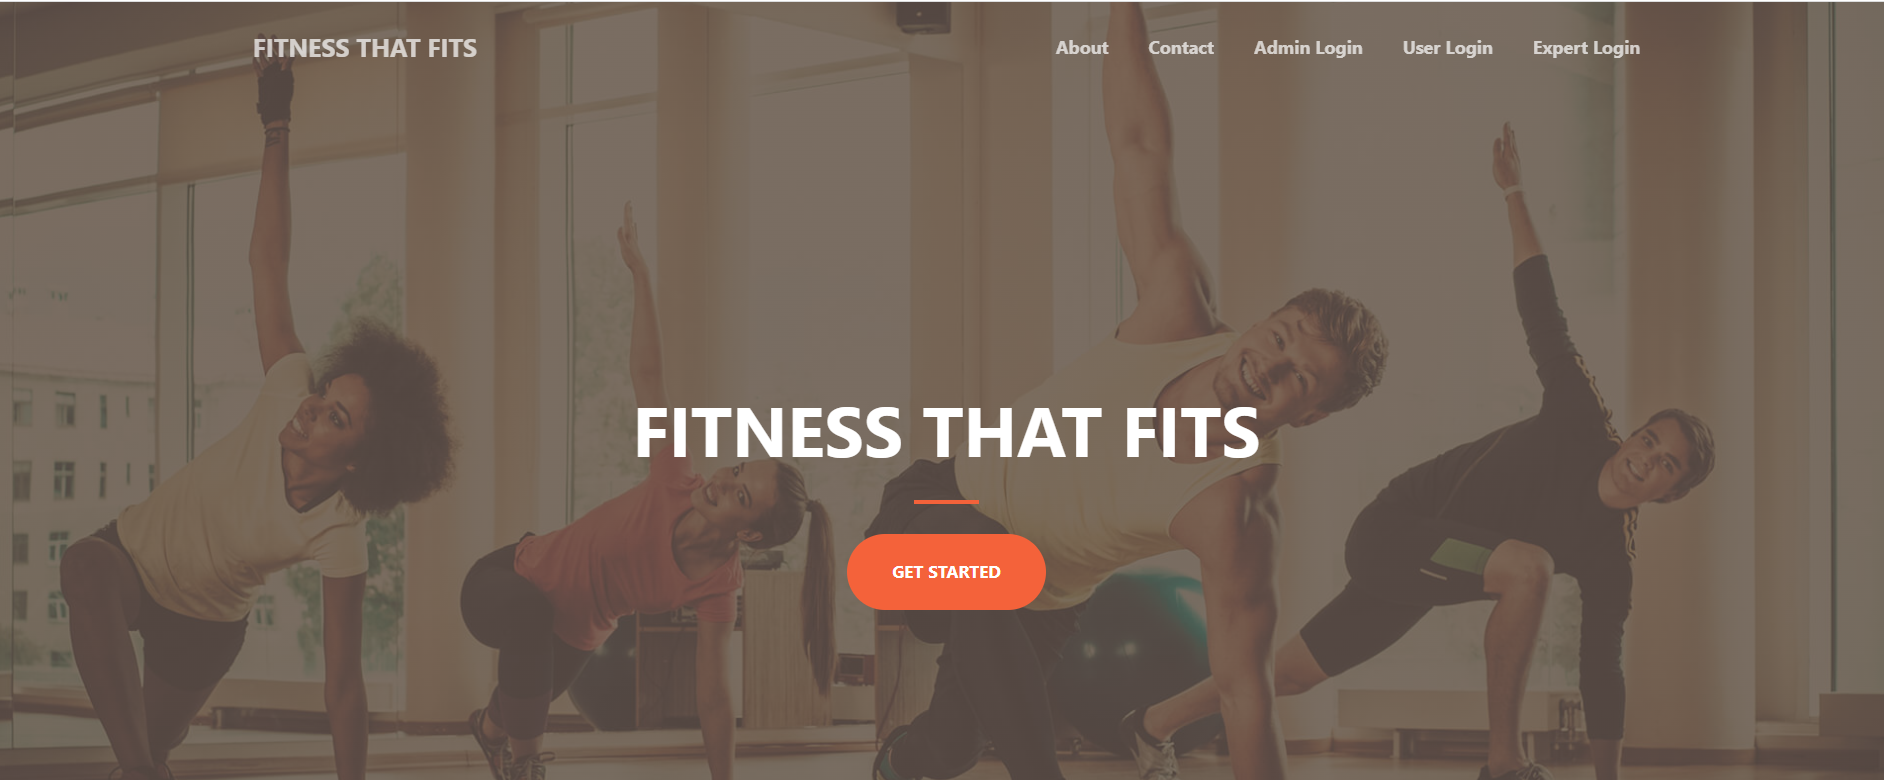 FITNESS THAT FITS
About Contact Admin Login User Login Expert Login
FITNESS THAT FITS
GET STARTED